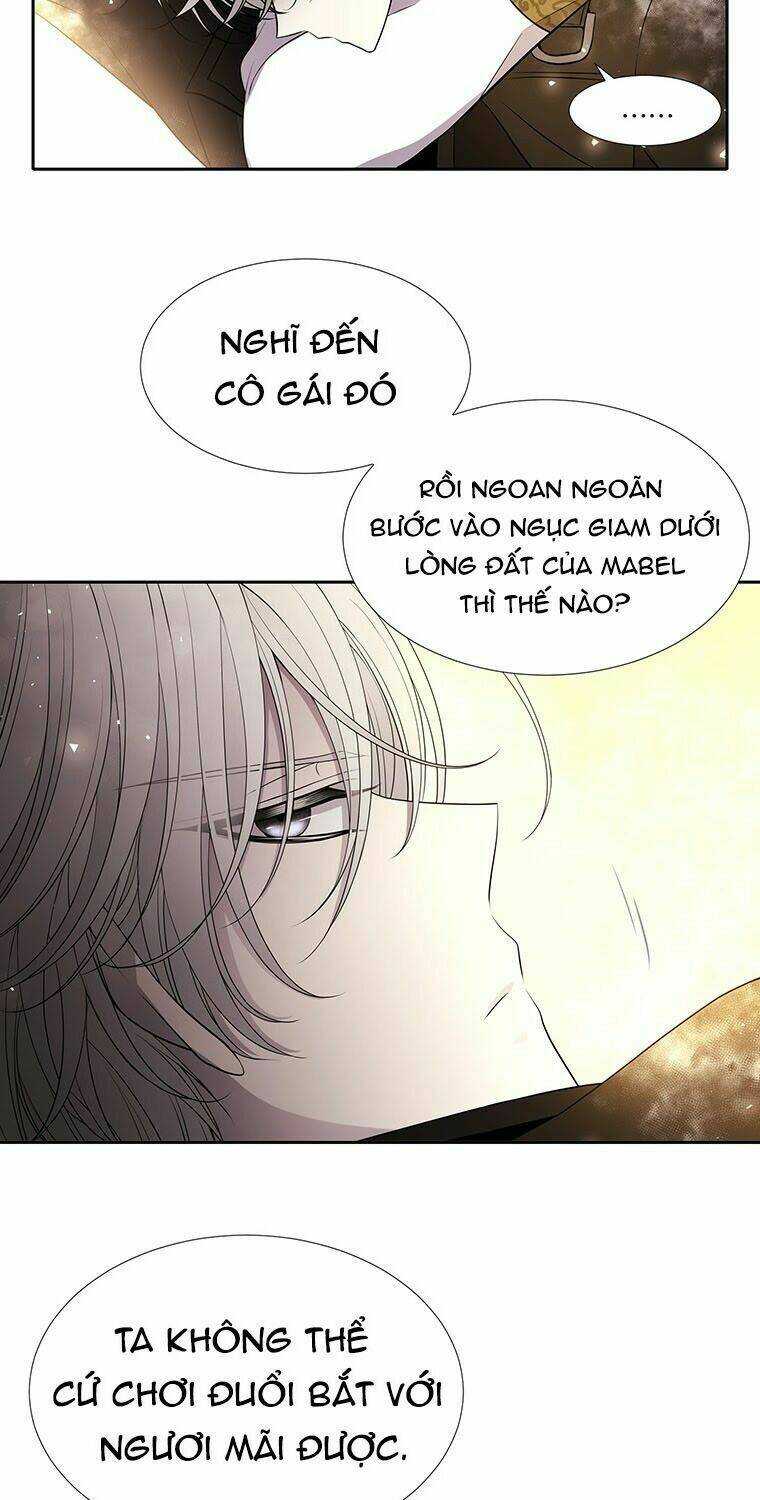 ......
NGHĨ ĐẾN
CÔ GÁI ĐÓ
RỒI NGOAN NGOÃN
BƯỚC VÀO NGỤC GIAM DƯỚI
LÒNG ĐẤT CỦA MABEL
THÌ THẾ NÀO?
TA KHÔNG THỂ
CỨ CHƠI ĐUỔI BẮT VỚI
NGƯƠI MÃI ĐƯỢC.